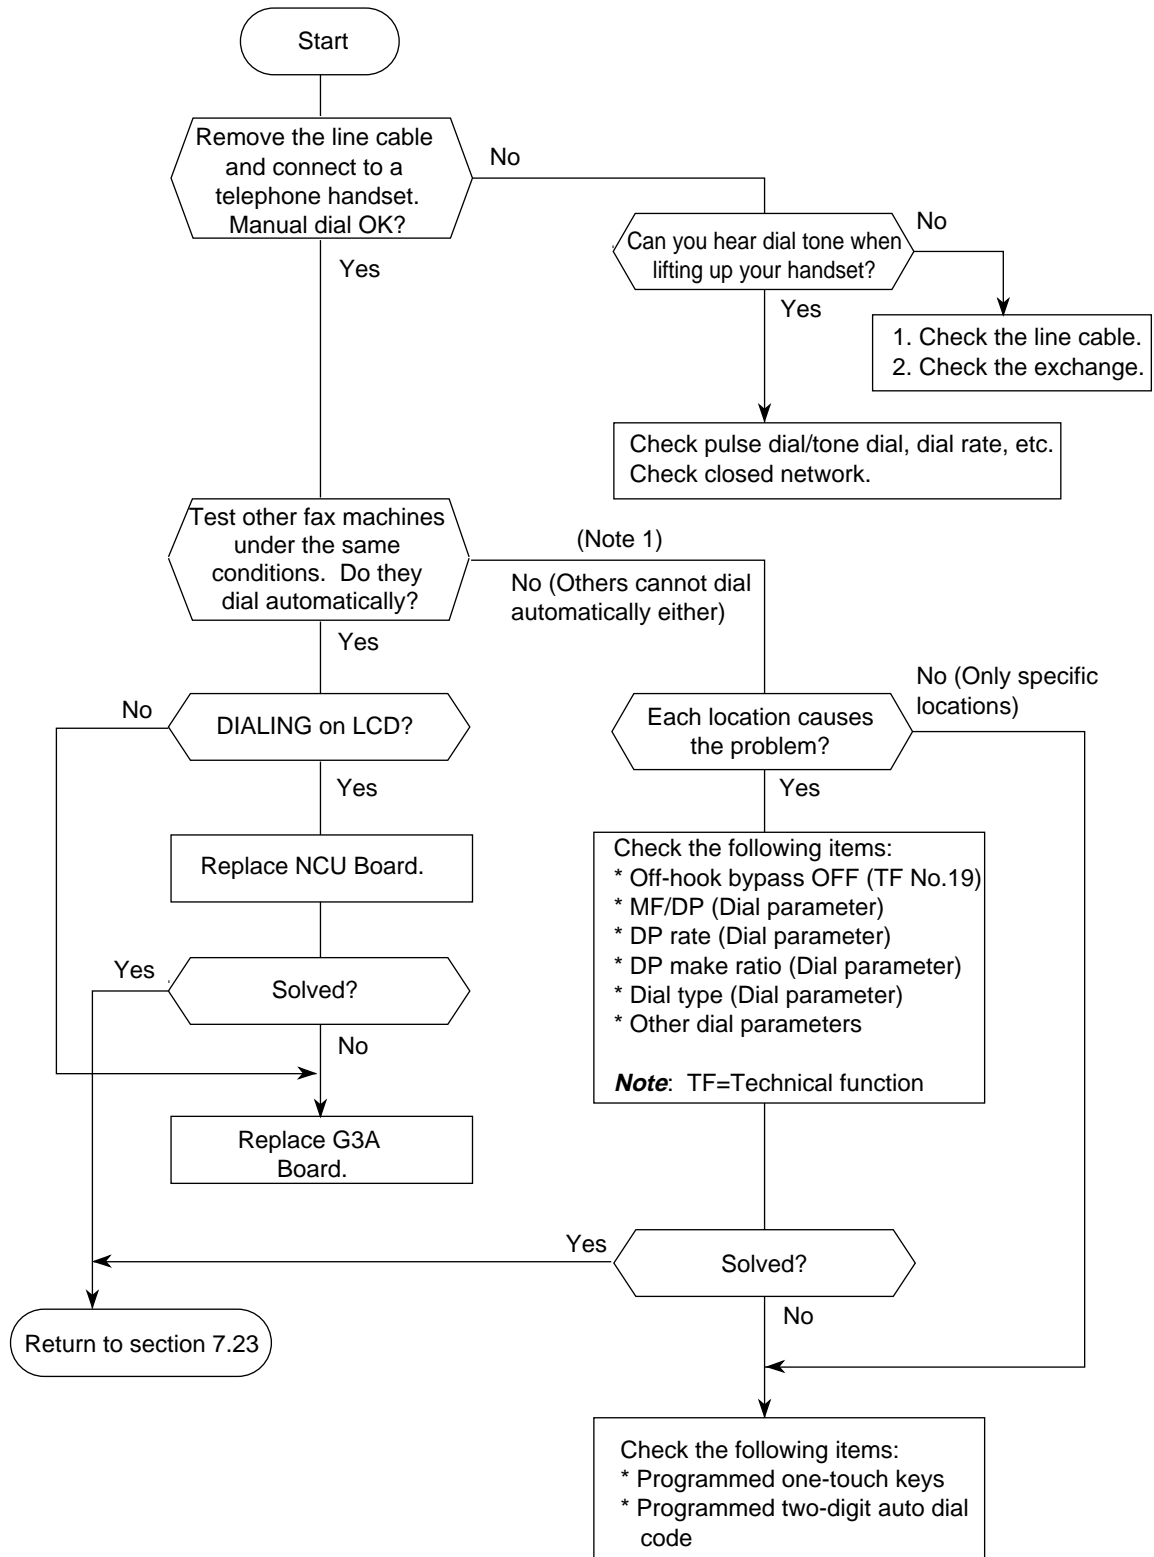 Start
Remove the line cable
and connect to a
telephone handset.
Manual dial OK?
No
Yes
Can you hear dial tone when
lifting up your handset?
No
Yes
1. Check the line cable.
2. Check the exchange.
Check pulse dial/tone dial, dial rate, etc.
Check closed network.
Test other fax machines
under the same
conditions. Do they
dial automatically?
(Note 1)
No (Others cannot dial
automatically either)
Yes
No (Only specific
locations)
No
DIALING on LCD?
Each location causes
the problem?
Yes
Yes
Replace NCU Board.
Check the following items:
* Off-hook bypass OFF (TF No.19)
* MF/DP (Dial parameter)
* DP rate (Dial parameter)
* DP make ratio (Dial parameter)
* Dial type (Dial parameter)
* Other dial parameters
Note: TF=Technical function
Yes
Solved?
No
Replace G3A
Board.
Yes
Solved?
No
Return to section 7.23
Check the following items:
* Programmed one-touch keys
* Programmed two-digit auto dial
code